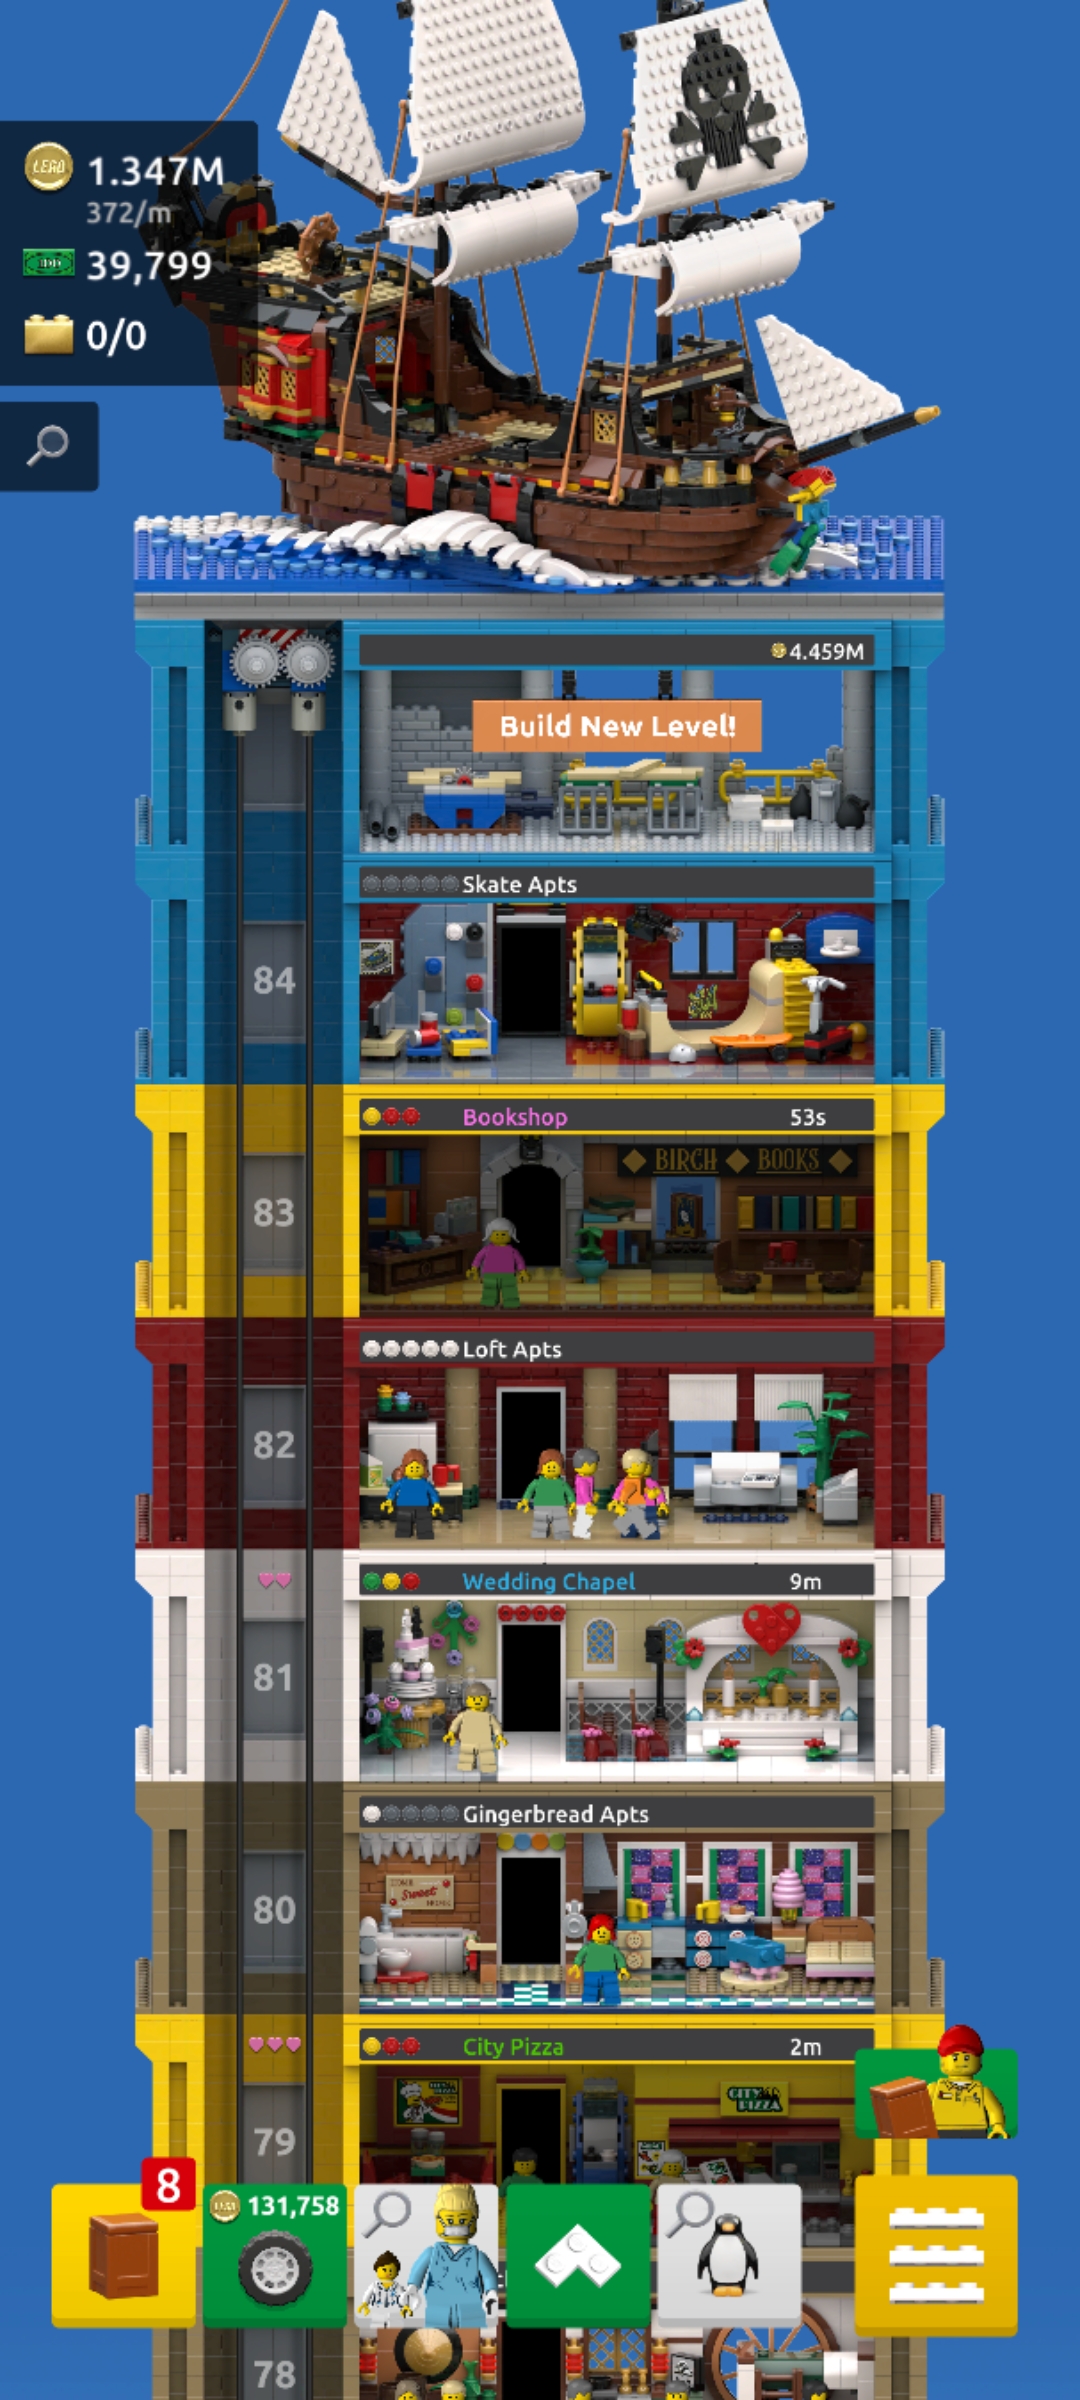 LEGO 1.347M
372/m
39,799
0/0
4.459M
Build New Level!
Skate Apts
84
Bookshop 53s
BIRCH BOOKS
83
Loft Apts
82
Wedding Chapel 9m
81
Gingerbread Apts
Sweet
80
City Pizza 2m
CITY PIZZA
79
8
131,758
78